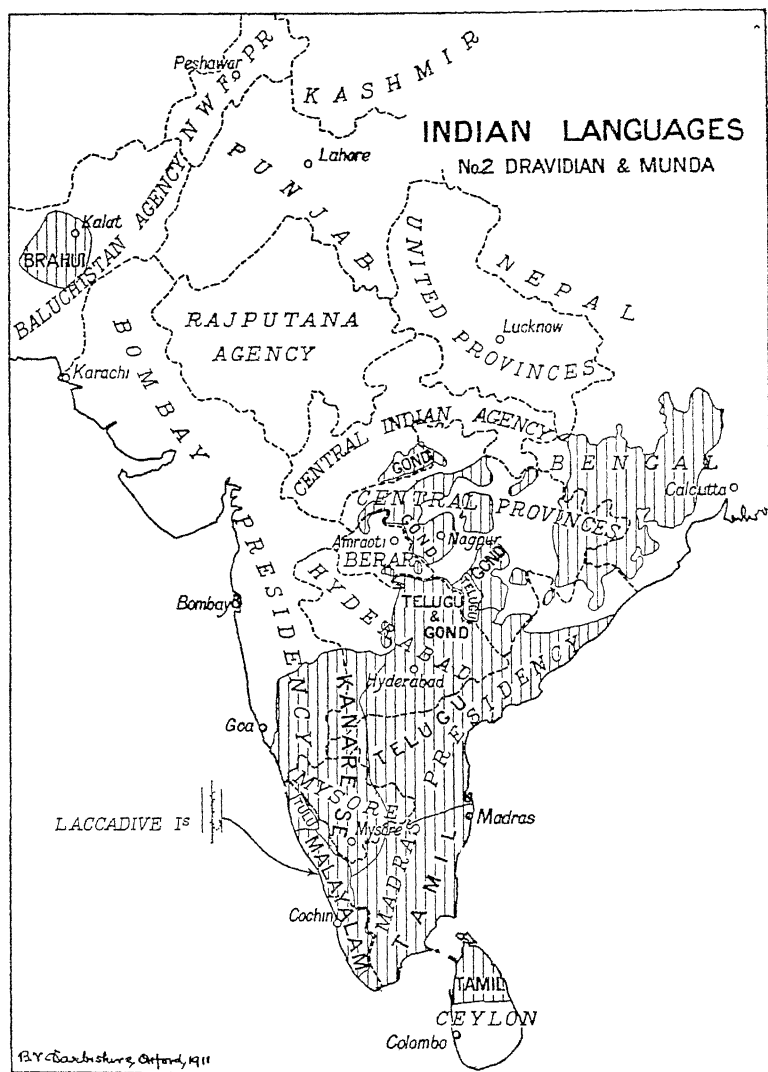 INDIAN LANGUAGES
No.2 DRAVIDIAN & MUNDA
Peshawar
N W F PR
KASHMIR
Lahore
PUNJAB
Kalat
BRAHUI
BALUCHISTAN AGENCY
NEPAL
UNITED PROVINCES
Lucknow
RAJPUTANA
AGENCY
Karachi
BOMBAY PRESIDENCY
CENTRAL INDIAN AGENCY
GOND
BENGAL
Calcutta
CENTRAL PROVINCES
GOND
Amraoti
Nagpur
BERAR
GOND
TELUGU
HYDERABAD
TELUGU
&
GOND
Bombay
Hyderabad
KANARESE
TELUGU
MADRAS PRESIDENCY
Goa
MYSORE
TULU
Mysore
Madras
LACCADIVE Is
MALAYALAM
TAMIL
Cochin
TAMIL
CEYLON
Colombo
B.V. Darbishire, Oxford, 1911